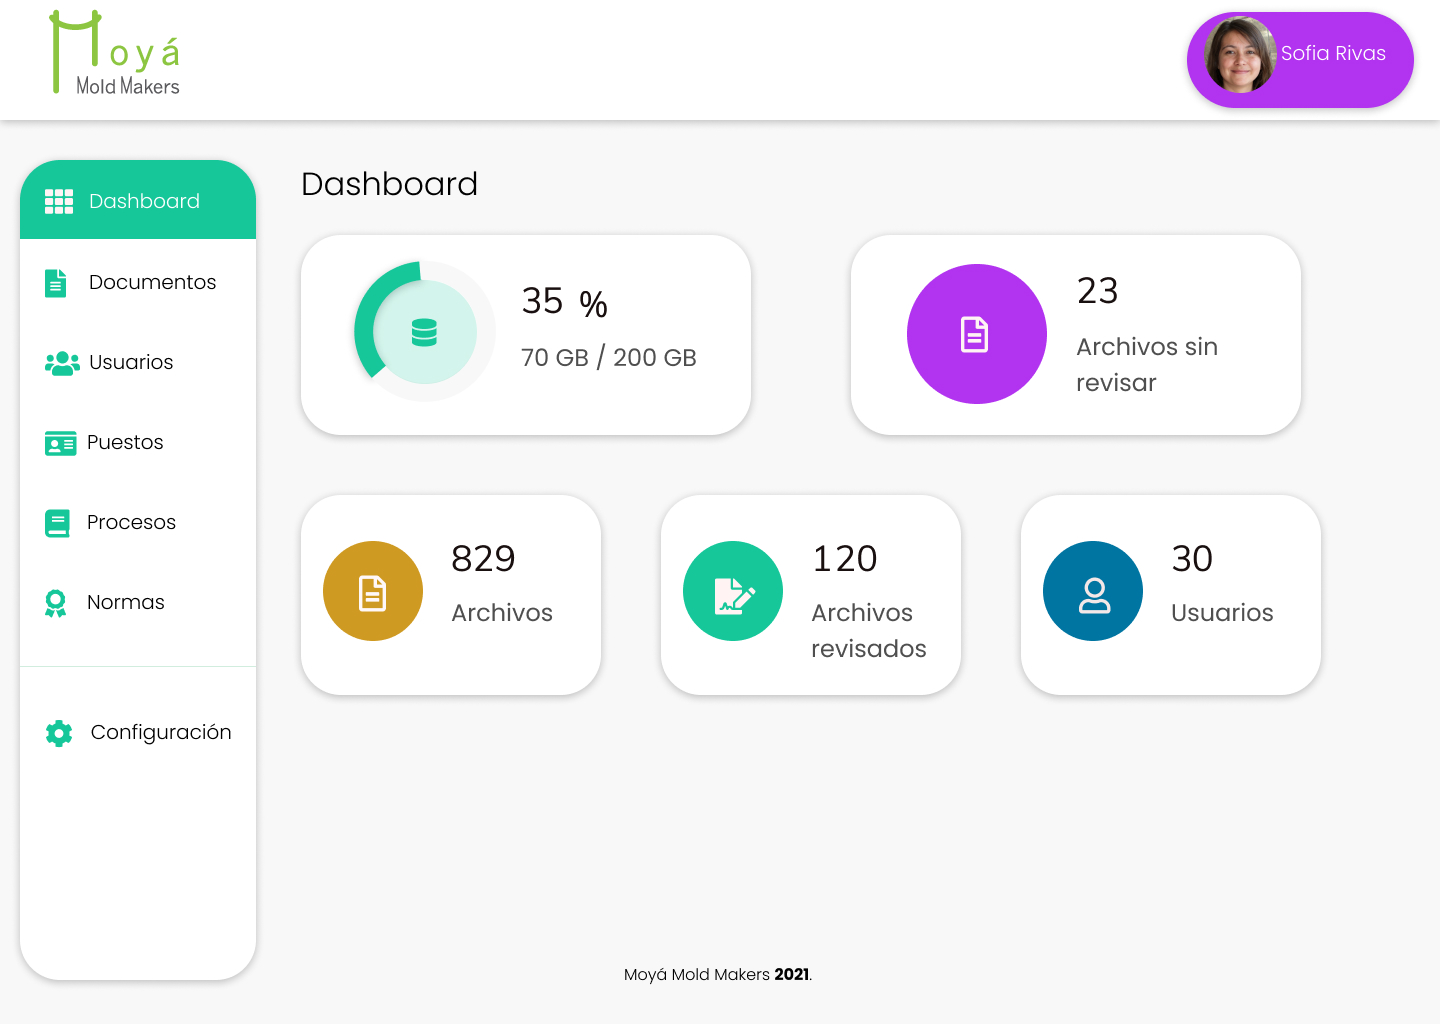 Moyá
Mold Makers
Sofia Rivas
Dashboard
Documentos
Usuarios
Puestos
Procesos
Normas
Configuración
Dashboard
35 %
70 GB / 200 GB
23
Archivos sin
revisar
829
Archivos
120
Archivos
revisados
30
Usuarios
Moyá Mold Makers 2021.